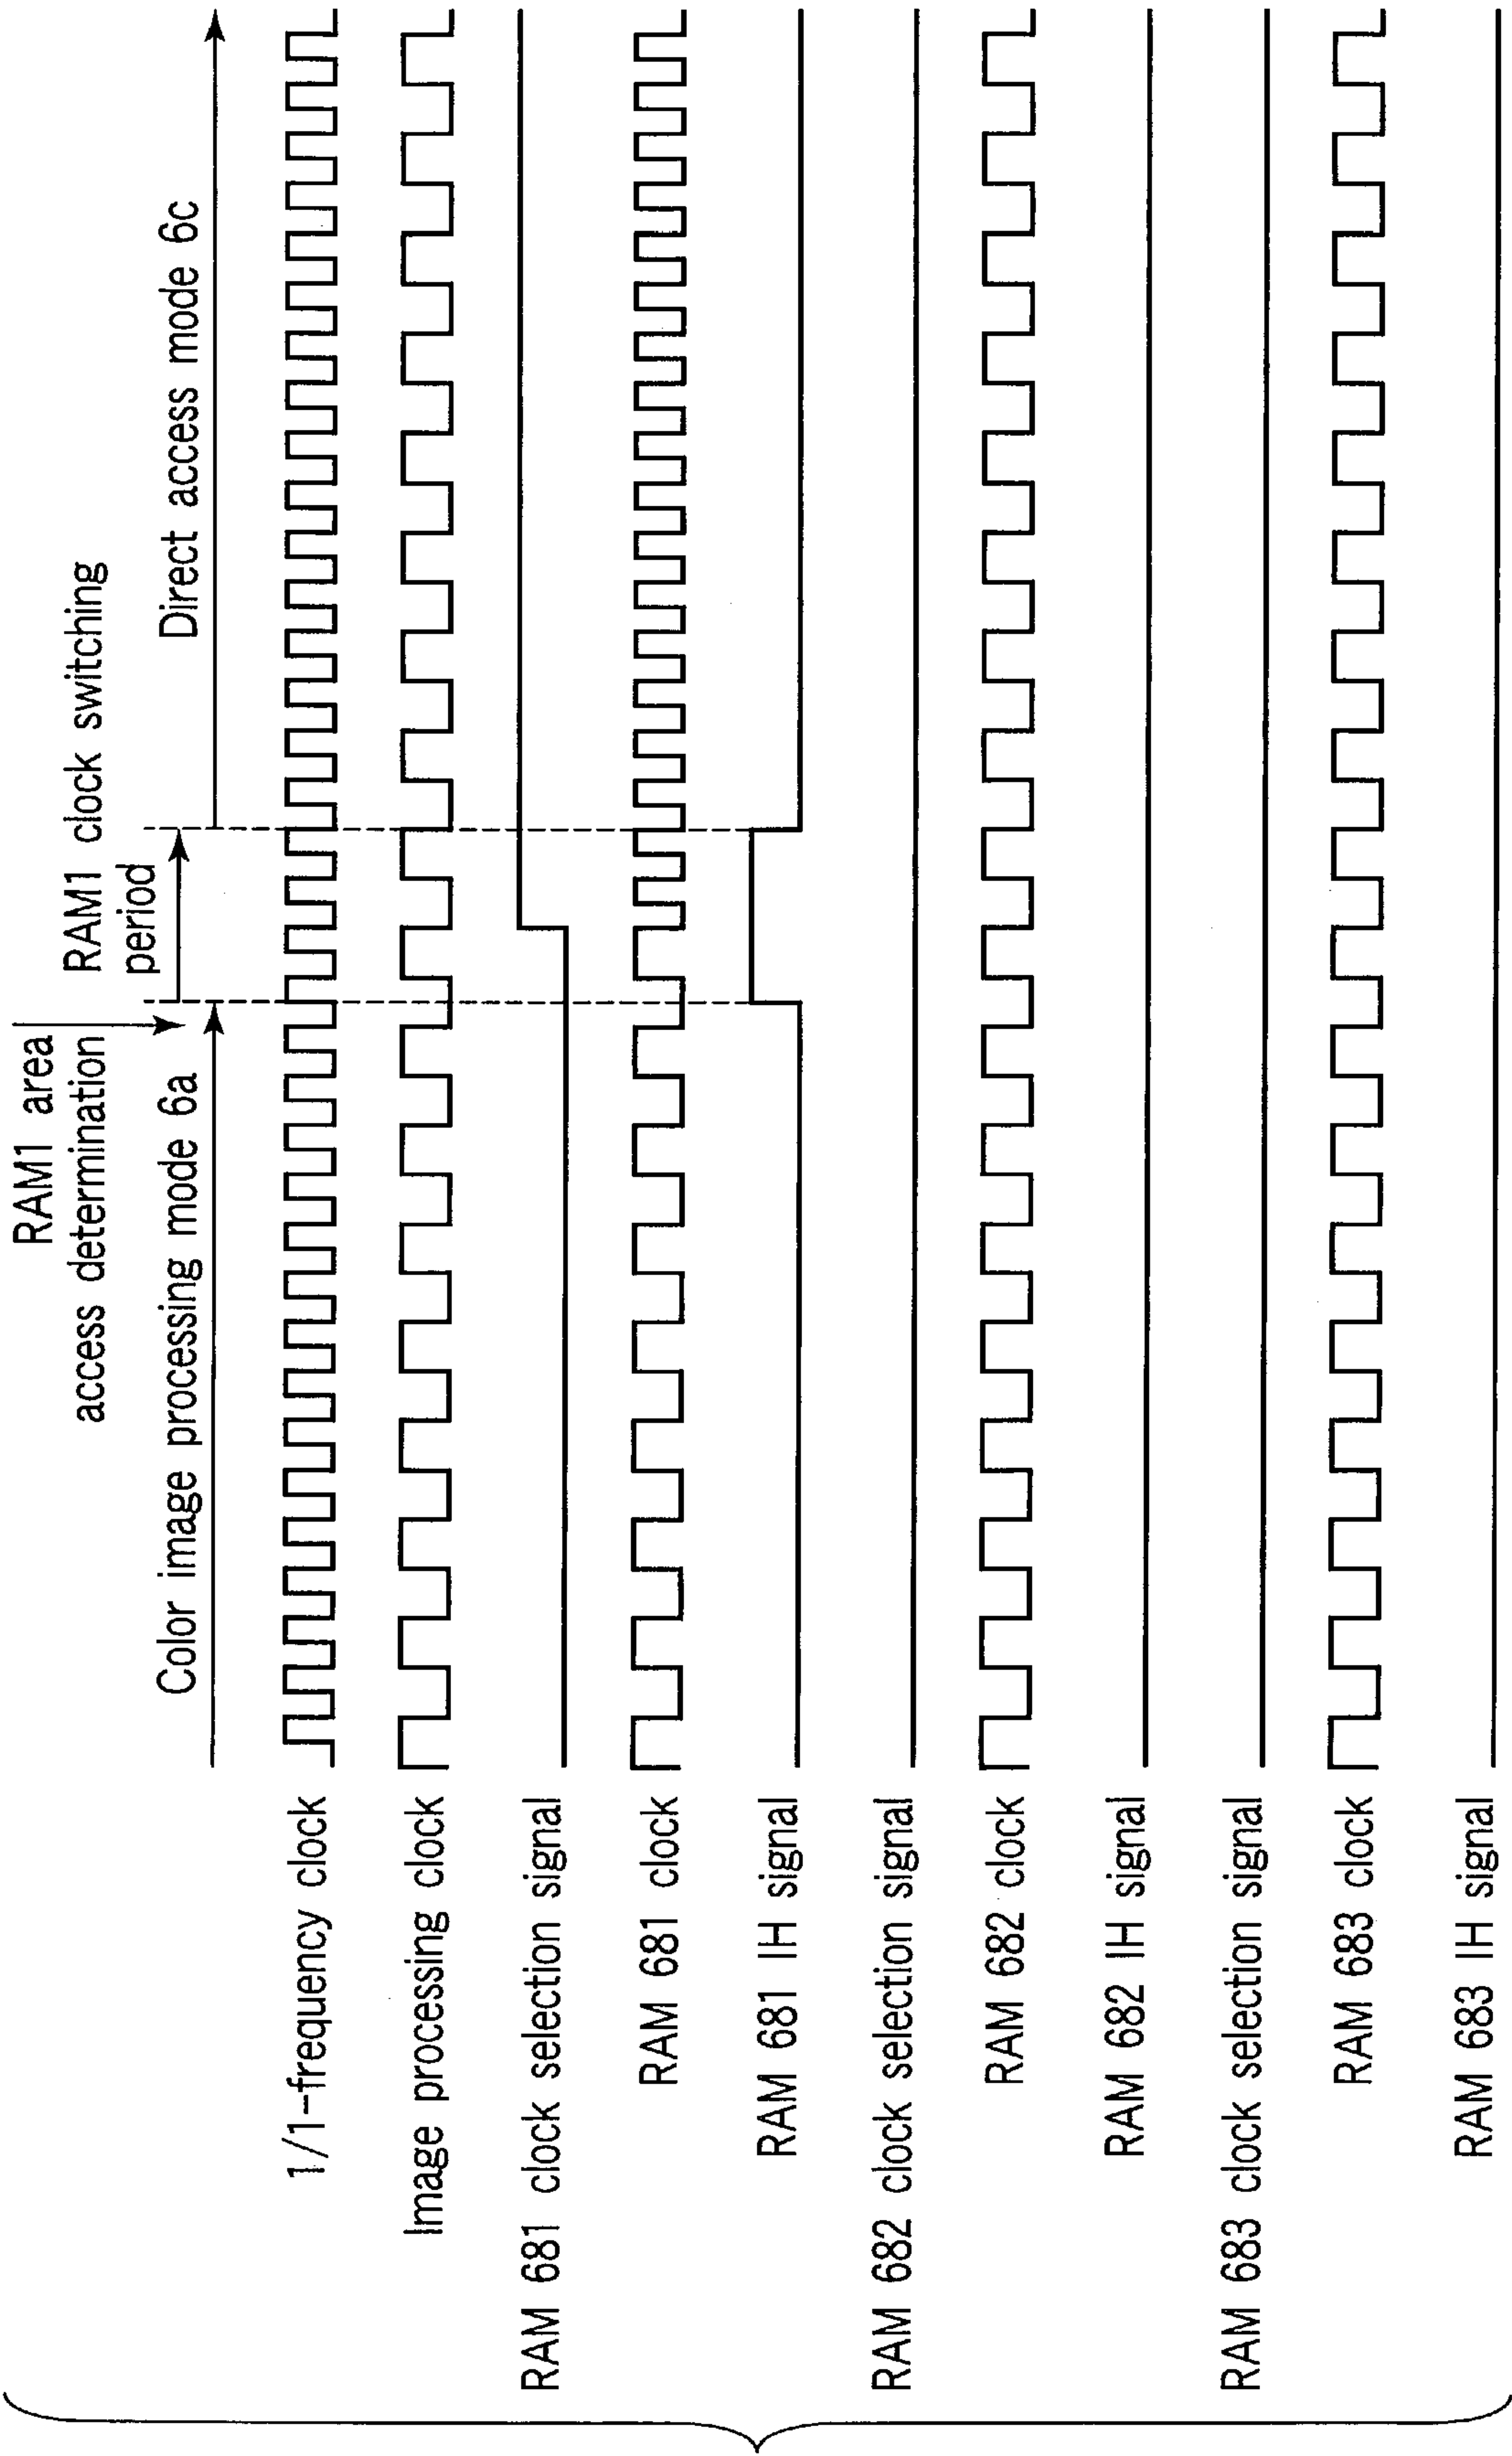 RAM1 area
access determination
RAM1 clock switching
period
Color image processing mode 6a
Direct access mode 6c
1/1-frequency clock
Image processing clock
RAM 681 clock selection signal
RAM 681 clock
RAM 681 IH signal
RAM 682 clock selection signal
RAM 682 clock
RAM 682 IH signal
RAM 683 clock selection signal
RAM 683 clock
RAM 683 IH signal